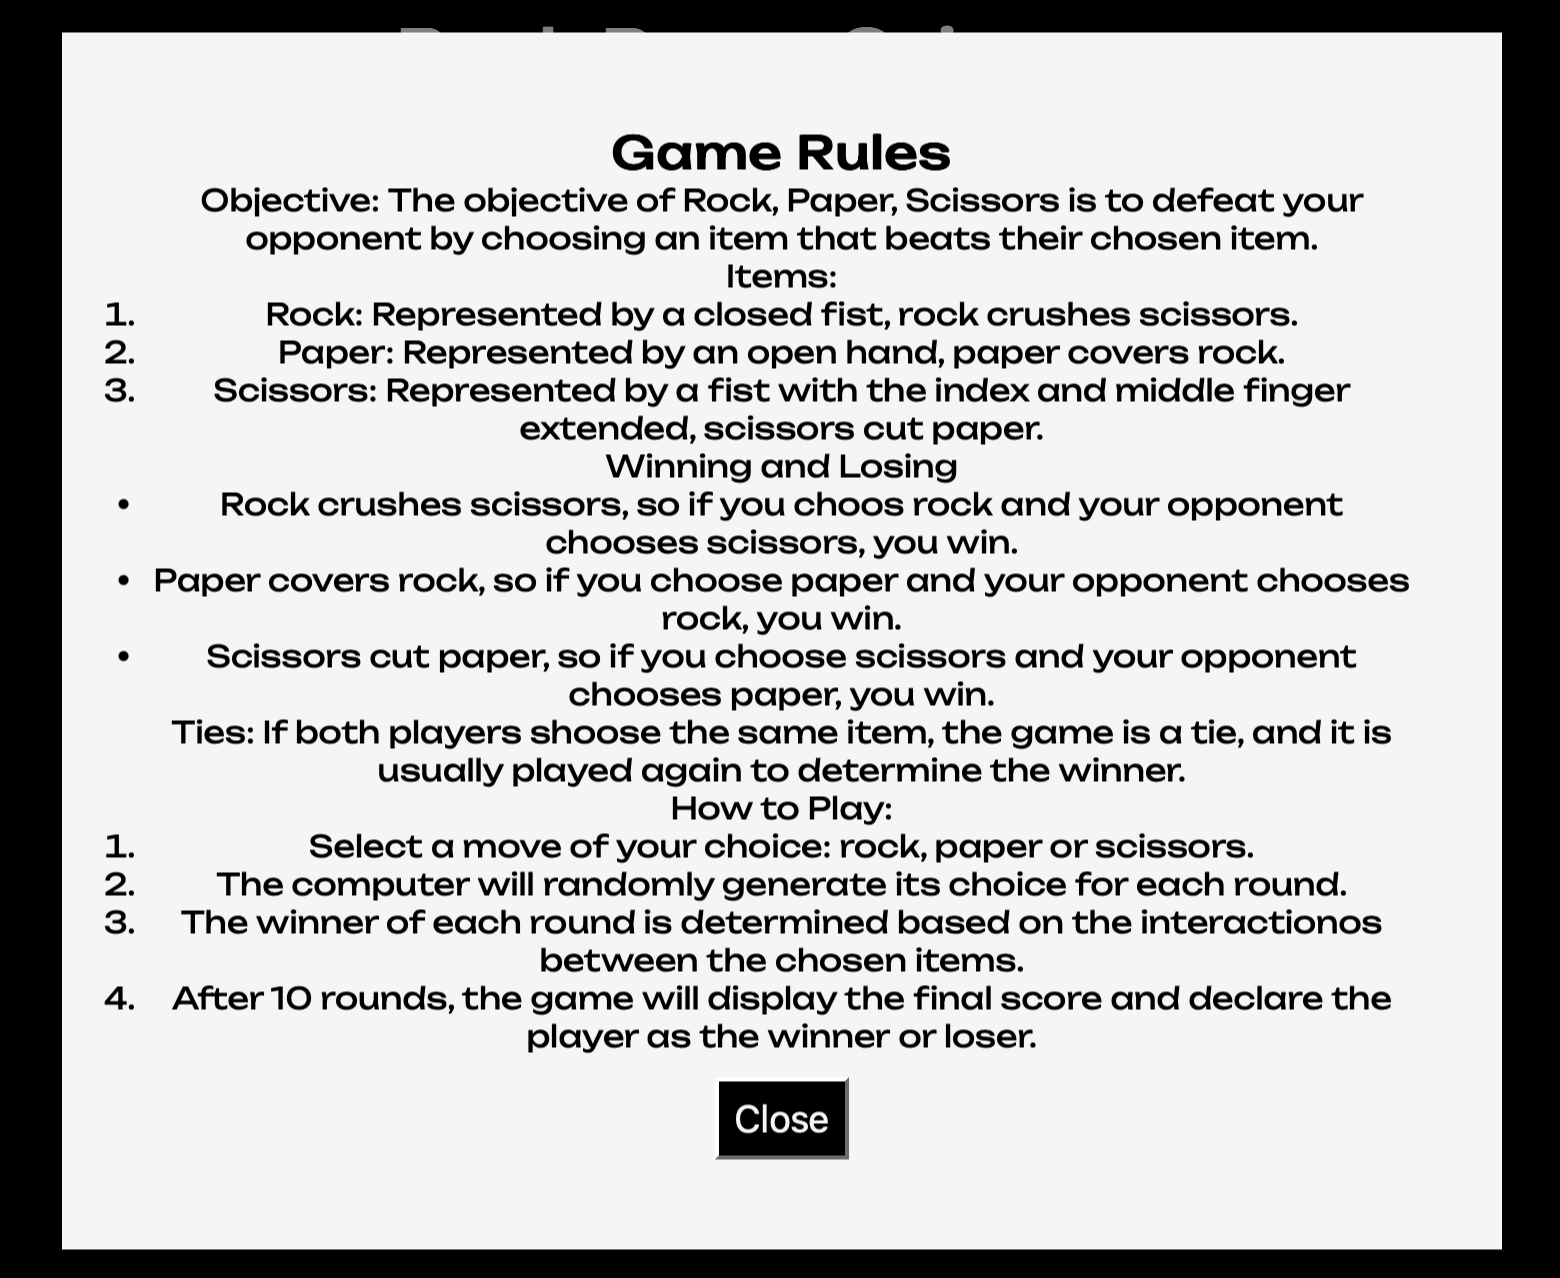 Game Rules
Objective: The objective of Rock, Paper, Scissors is to defeat your
opponent by choosing an item that beats their chosen item.
Items:
1. Rock: Represented by a closed fist, rock crushes scissors.
2. Paper: Represented by an open hand, paper covers rock.
3. Scissors: Represented by a fist with the index and middle finger
extended, scissors cut paper.
Winning and Losing
• Rock crushes scissors, so if you choos rock and your opponent
chooses scissors, you win.
• Paper covers rock, so if you choose paper and your opponent chooses
rock, you win.
• Scissors cut paper, so if you choose scissors and your opponent
chooses paper, you win.
Ties: If both players shoose the same item, the game is a tie, and it is
usually played again to determine the winner.
How to Play:
1. Select a move of your choice: rock, paper or scissors.
2. The computer will randomly generate its choice for each round.
3. The winner of each round is determined based on the interactionos
between the chosen items.
4. After 10 rounds, the game will display the final score and declare the
player as the winner or loser.
Close